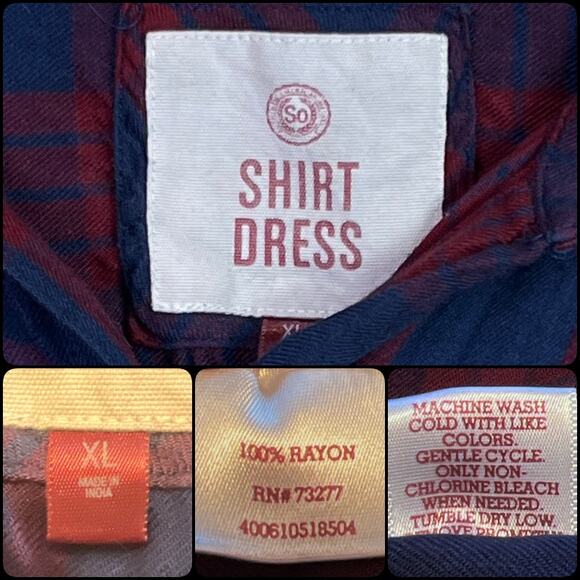 So
SHIRT
DRESS
XL
XL
MADE IN
INDIA
100% RAYON
RN# 73277
400610518504
MACHINE WASH
COLD WITH LIKE
COLORS.
GENTLE CYCLE.
ONLY NON-
CHLORINE BLEACH
WHEN NEEDED.
TUMBLE DRY LOW.